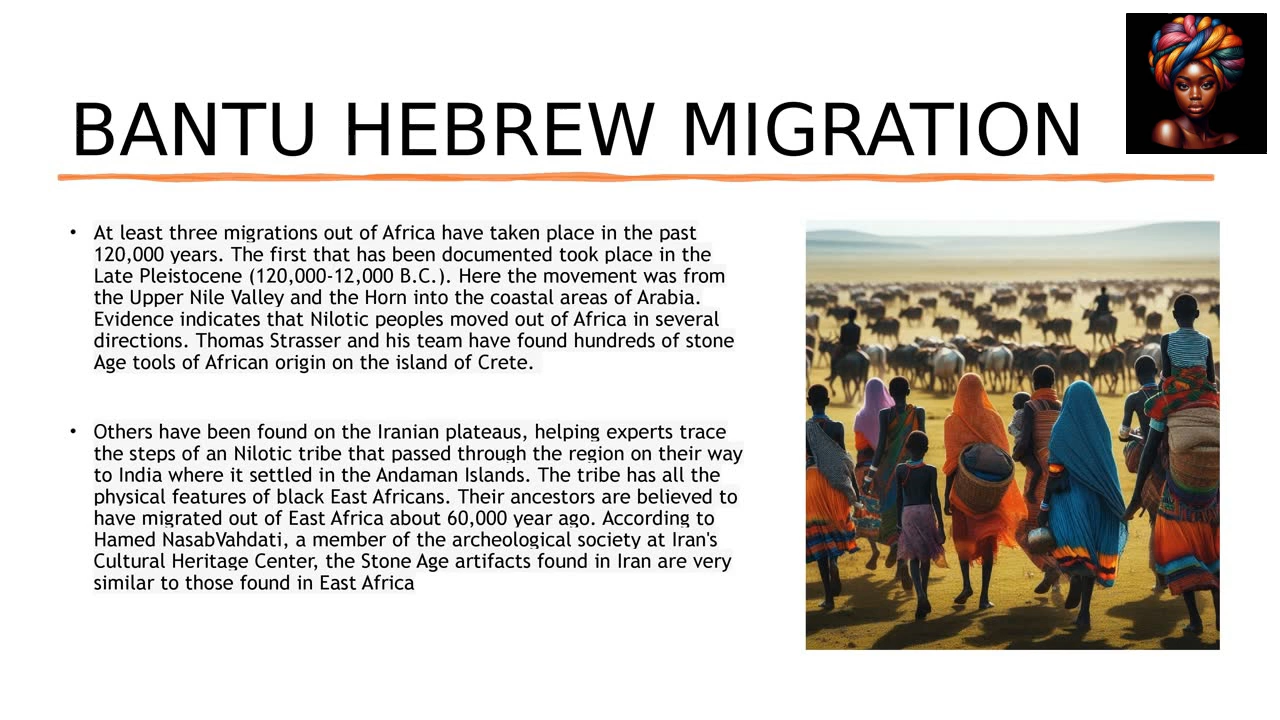 BANTU HEBREW MIGRATION
• At least three migrations out of Africa have taken place in the past
120,000 years. The first that has been documented took place in the
Late Pleistocene (120,000-12,000 B.C.). Here the movement was from
the Upper Nile Valley and the Horn into the coastal areas of Arabia.
Evidence indicates that Nilotic peoples moved out of Africa in several
directions. Thomas Strasser and his team have found hundreds of stone
Age tools of African origin on the island of Crete.
• Others have been found on the Iranian plateaus, helping experts trace
the steps of an Nilotic tribe that passed through the region on their way
to India where it settled in the Andaman Islands. The tribe has all the
physical features of black East Africans. Their ancestors are believed to
have migrated out of East Africa about 60,000 year ago. According to
Hamed NasabVahdati, a member of the archeological society at Iran's
Cultural Heritage Center, the Stone Age artifacts found in Iran are very
similar to those found in East Africa